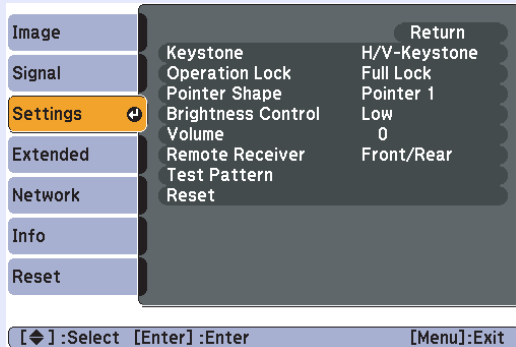 Image
Signal
Settings
Extended
Network
Info
Reset
Return
Keystone H/V-Keystone
Operation Lock Full Lock
Pointer Shape Pointer 1
Brightness Control Low
Volume 0
Remote Receiver Front/Rear
Test Pattern
Reset
[◆] :Select [Enter] :Enter [Menu]:Exit